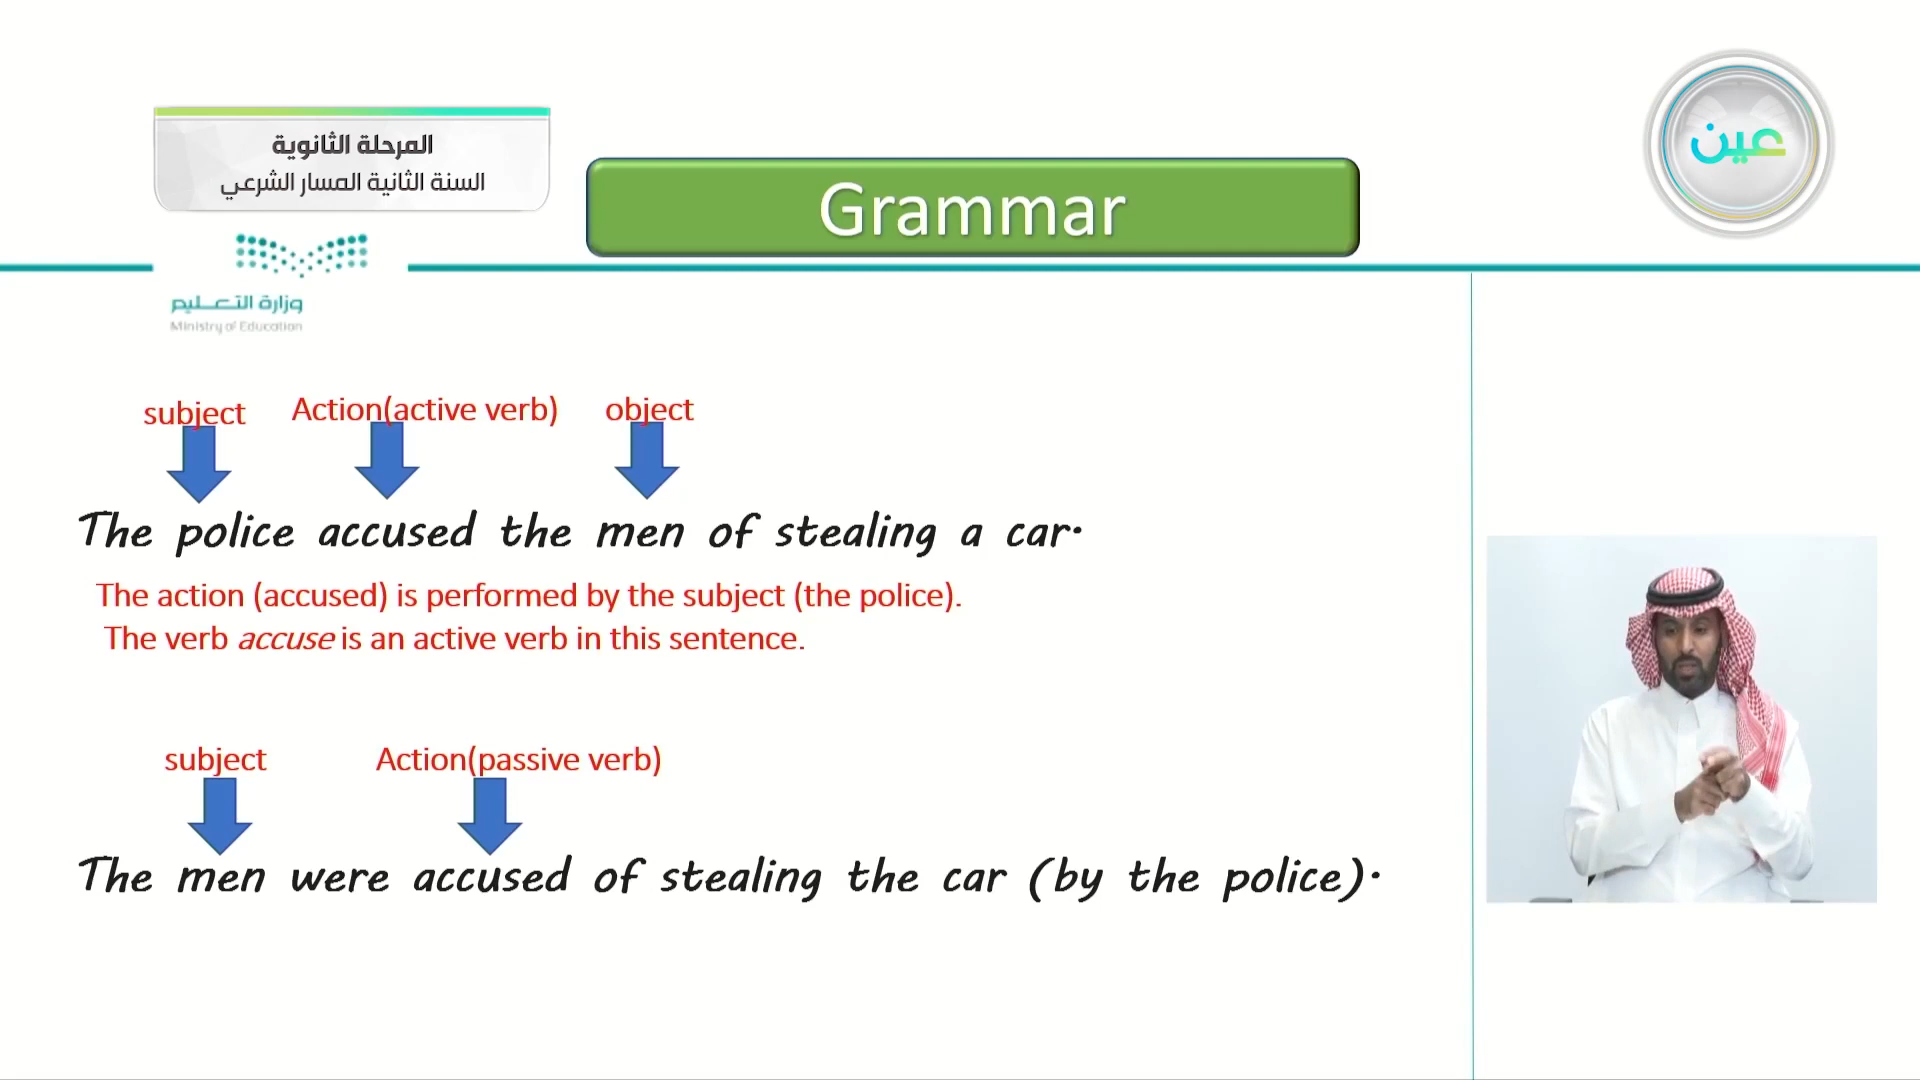 المرحلة الثانوية
السنة الثانية المسار الشرعي
عين
Grammar
وزارة التعليم
Ministry of Education
subject Action(active verb) object
The police accused the men of stealing a car.
The action (accused) is performed by the subject (the police).
The verb accuse is an active verb in this sentence.
subject Action(passive verb)
The men were accused of stealing the car (by the police).